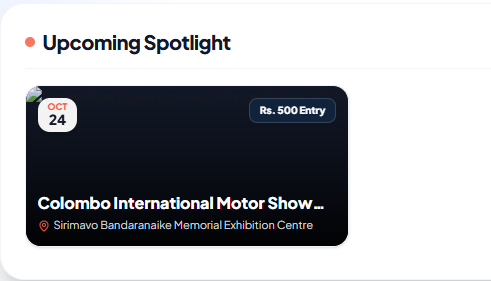 Upcoming Spotlight
OCT
24
Rs. 500 Entry
Colombo International Motor Show...
Sirimavo Bandaranaike Memorial Exhibition Centre